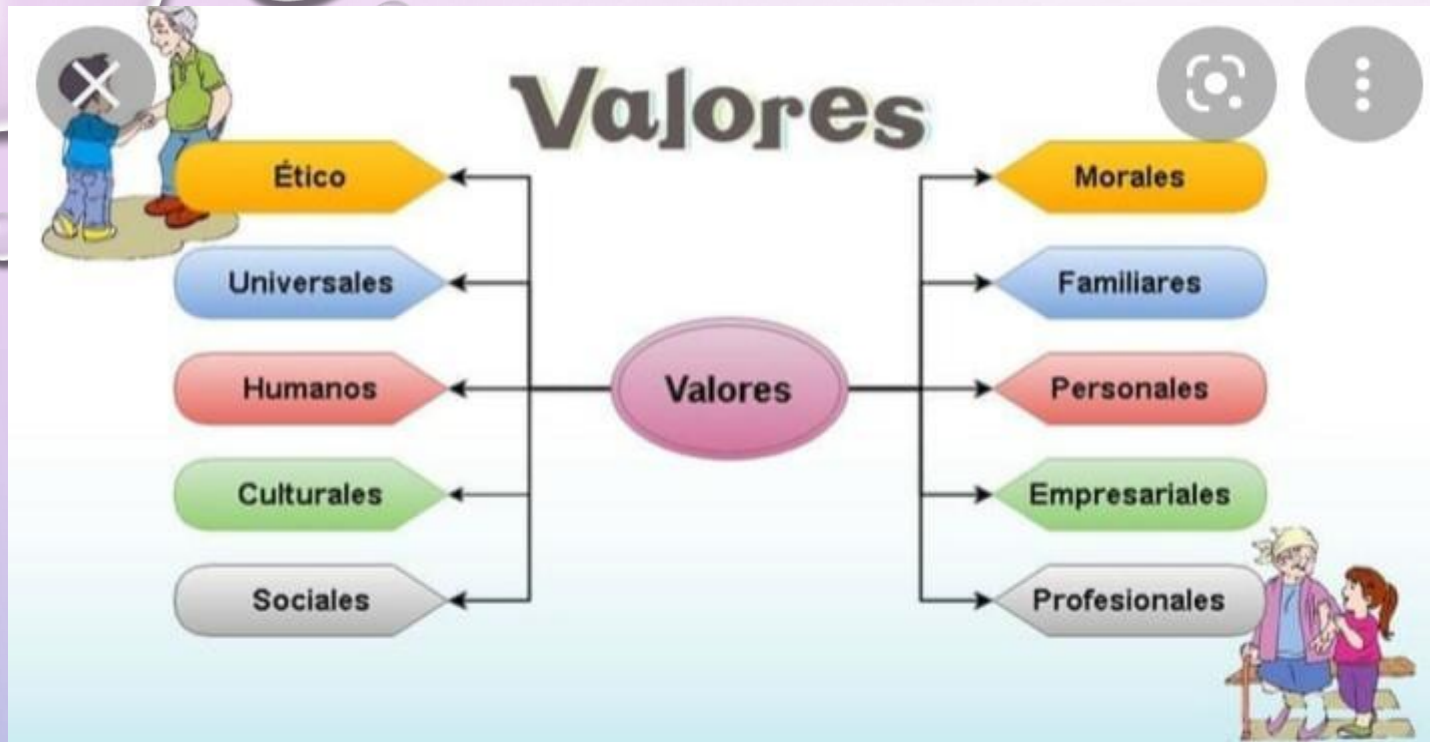 Valores
Ético
Universales
Humanos
Culturales
Sociales
Valores
Morales
Familiares
Personales
Empresariales
Profesionales